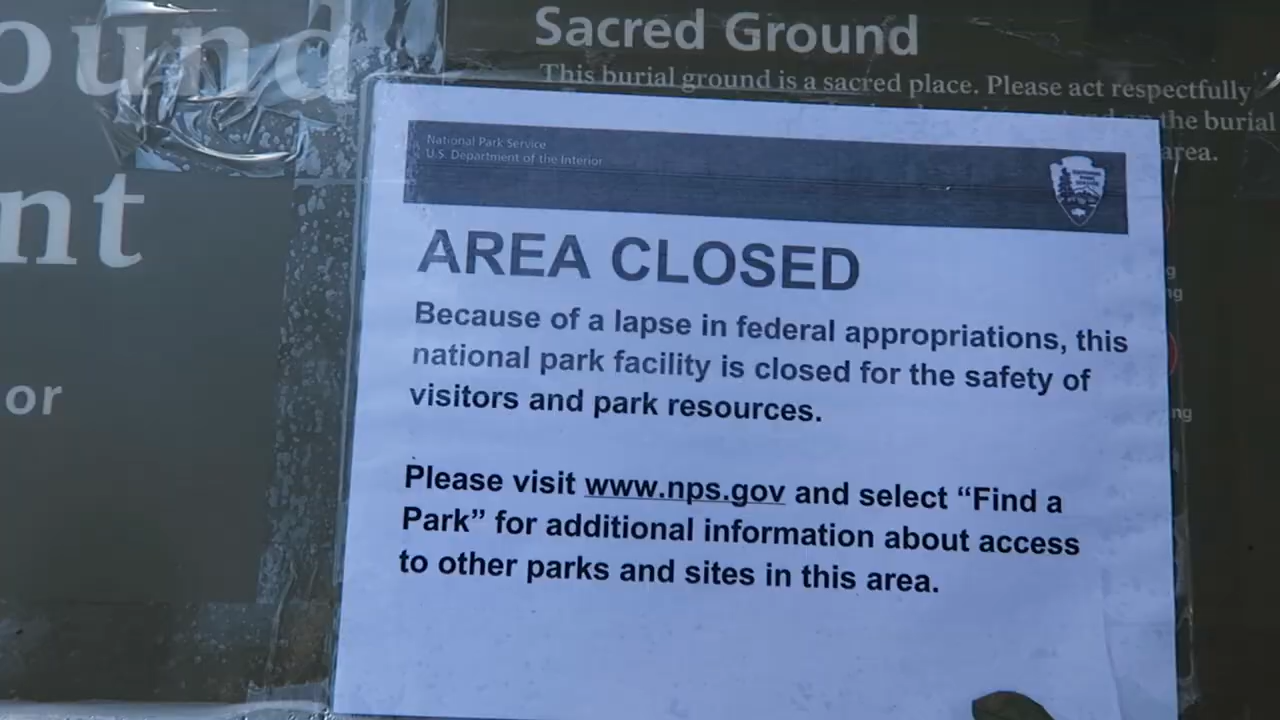 ound
nt
or
Sacred Ground
This burial ground is a sacred place. Please act respectfully
the burial
area.
National Park Service
U.S. Department of the Interior
AREA CLOSED
Because of a lapse in federal appropriations, this
national park facility is closed for the safety of
visitors and park resources.
Please visit www.nps.gov and select “Find a
Park” for additional information about access
to other parks and sites in this area.
g
ng
ng